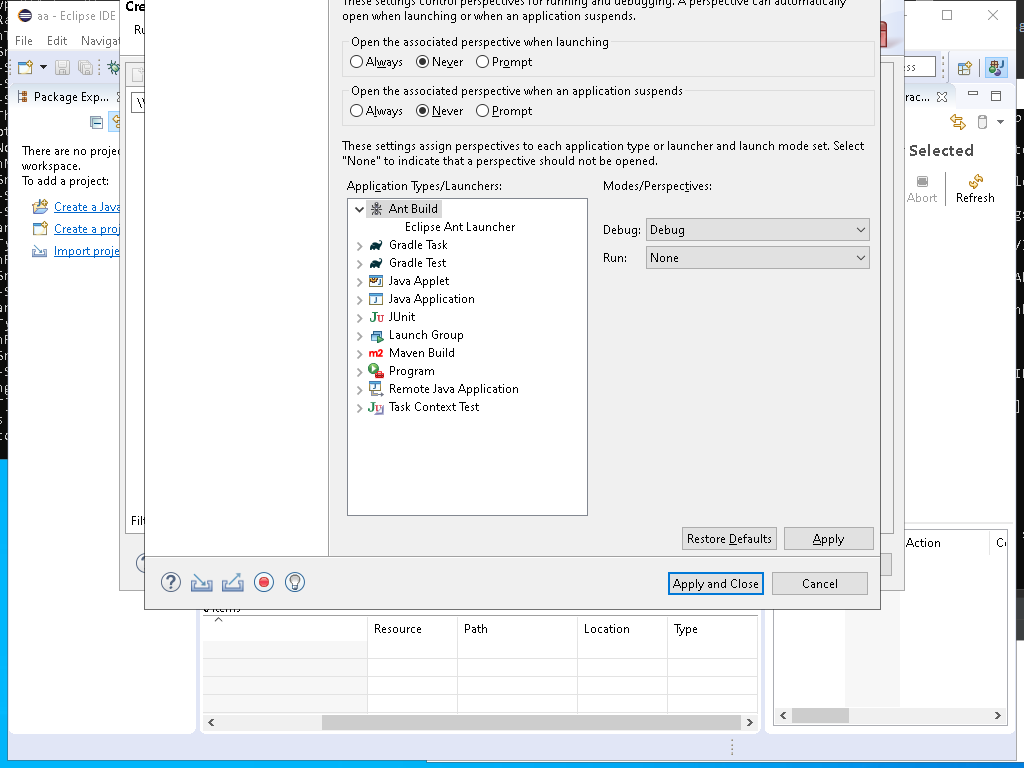 aa - Eclipse IDE
Cre
File Edit Navigat
Ru
These settings control perspectives for running and debugging. A perspective can automatically
open when launching or when an application suspends.
Open the associated perspective when launching
Always Never Prompt
Open the associated perspective when an application suspends
Always Never Prompt
These settings assign perspectives to each application type or launcher and launch mode set. Select
"None" to indicate that a perspective should not be opened.
Application Types/Launchers:
Modes/Perspectives:
Ant Build
Eclipse Ant Launcher
Gradle Task
Gradle Test
Java Applet
Java Application
JUnit
Launch Group
Maven Build
Program
Remote Java Application
Task Context Test
Debug: Debug
Run: None
Restore Defaults Apply
Apply and Close Cancel
Package Exp...
There are no proje
workspace.
To add a project:
Create a Java
Create a proj
Import proje
Filt
ss
rac...
Selected
Abort Refresh
Action
Resource Path Location Type